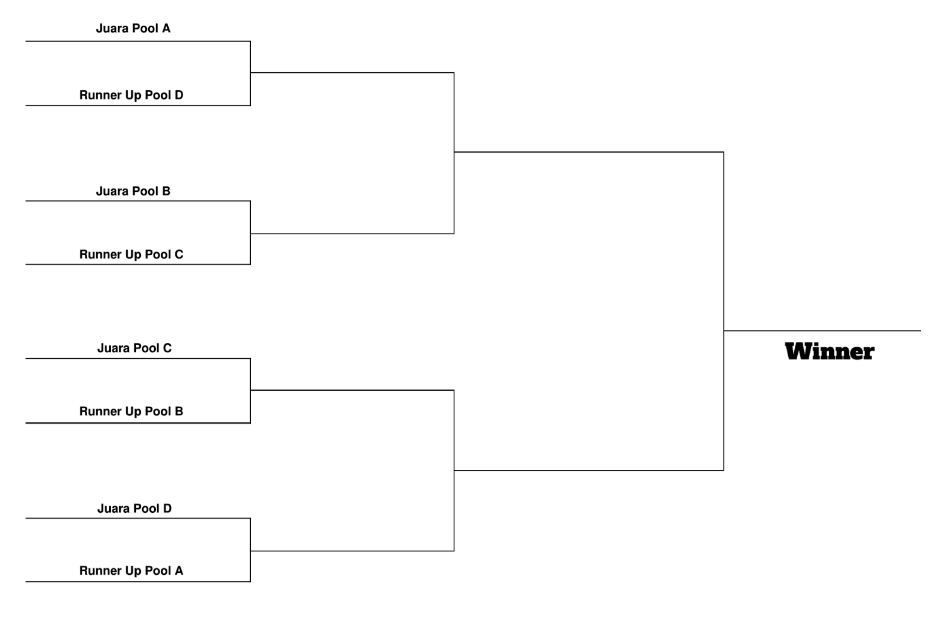 Juara Pool A
Runner Up Pool D
Juara Pool B
Runner Up Pool C
Juara Pool C
Runner Up Pool B
Juara Pool D
Runner Up Pool A
Winner